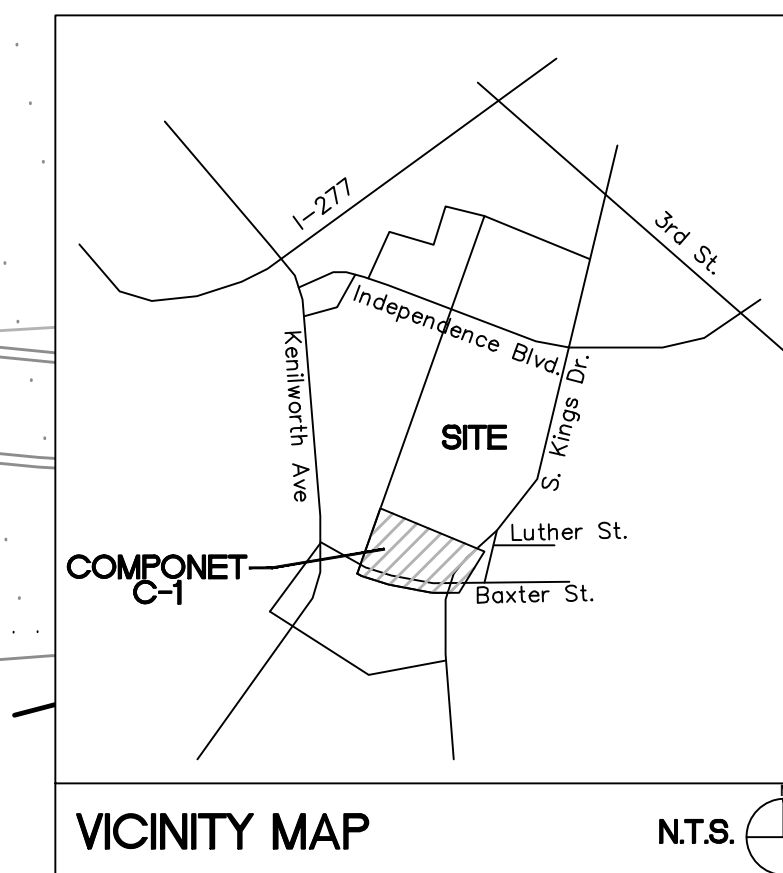 I-277
3rd St.
Independence Blvd.
Kenilworth Ave
S. Kings Dr.
SITE
Luther St.
COMPONET
C-1
Baxter St.
VICINITY MAP
N.T.S.